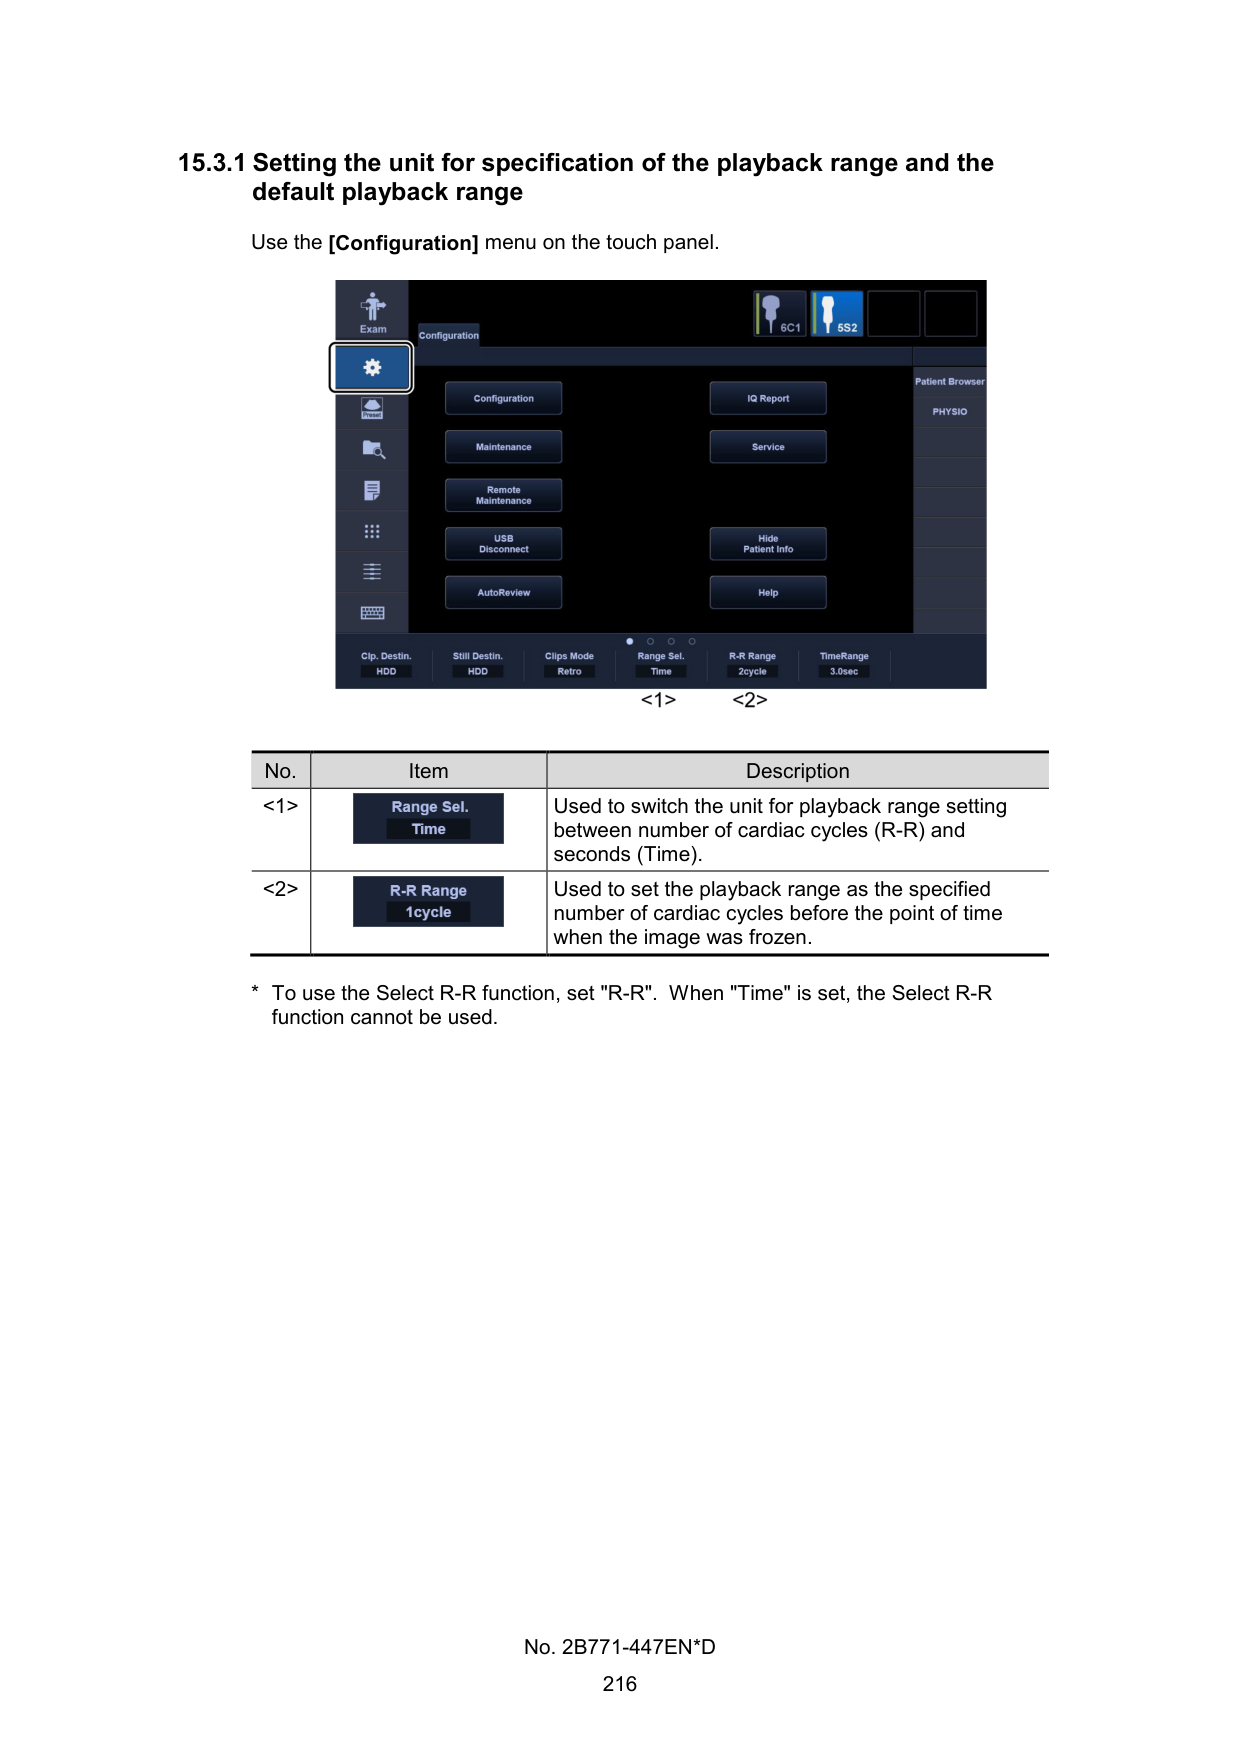 15.3.1 Setting the unit for specification of the playback range and the
default playback range
Use the [Configuration] menu on the touch panel.
Exam
6C1
5S2
Configuration
Patient Browser
Configuration
IQ Report
PHYSIO
Preset
Maintenance
Service
Remote
Maintenance
USB
Disconnect
Hide
Patient Info
AutoReview
Help
Clp. Destin. Still Destin. Clips Mode Range Sel. R-R Range TimeRange
HDD HDD Retro Time 2cycle 3.0sec
<1> <2>
No. Item Description
<1>
Range Sel.
Time
Used to switch the unit for playback range setting
between number of cardiac cycles (R-R) and
seconds (Time).
<2>
R-R Range
1cycle
Used to set the playback range as the specified
number of cardiac cycles before the point of time
when the image was frozen.
* To use the Select R-R function, set "R-R". When "Time" is set, the Select R-R
function cannot be used.
No. 2B771-447EN*D
216